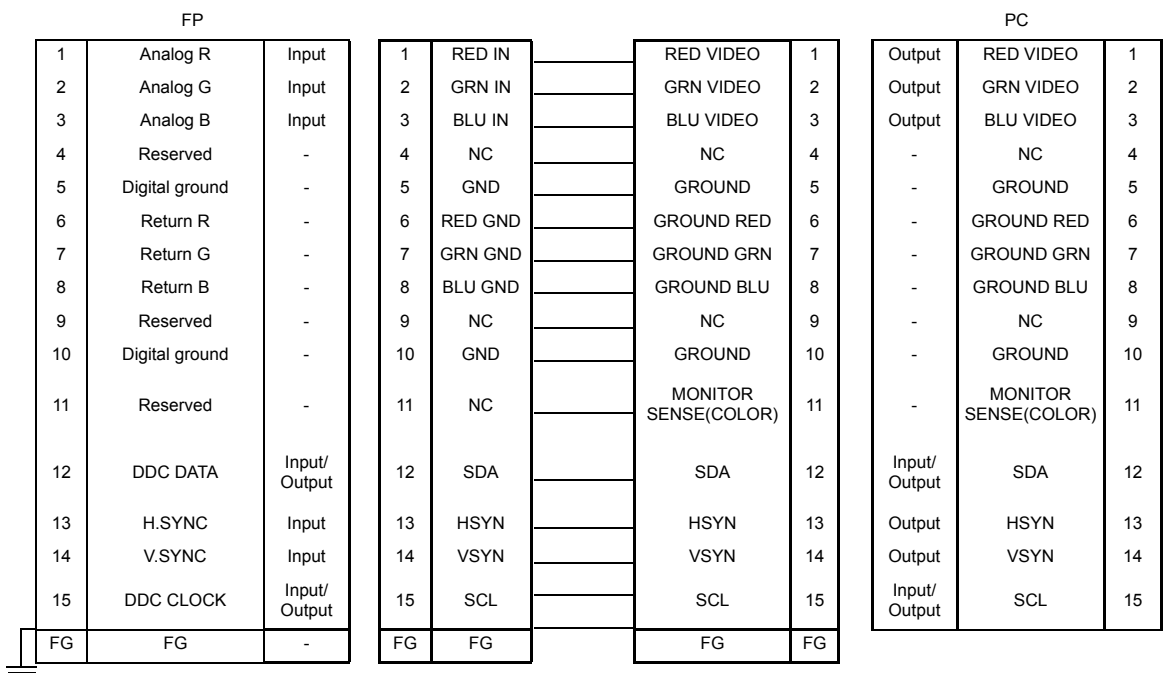 FP PC
1 Analog R Input 1 RED IN RED VIDEO 1 Output RED VIDEO 1
2 Analog G Input 2 GRN IN GRN VIDEO 2 Output GRN VIDEO 2
3 Analog B Input 3 BLU IN BLU VIDEO 3 Output BLU VIDEO 3
4 Reserved - 4 NC NC 4 - NC 4
5 Digital ground - 5 GND GROUND 5 - GROUND 5
6 Return R - 6 RED GND GROUND RED 6 - GROUND RED 6
7 Return G - 7 GRN GND GROUND GRN 7 - GROUND GRN 7
8 Return B - 8 BLU GND GROUND BLU 8 - GROUND BLU 8
9 Reserved - 9 NC NC 9 - NC 9
10 Digital ground - 10 GND GROUND 10 - GROUND 10
MONITOR MONITOR
11 Reserved - 11 NC SENSE(COLOR) 11 - SENSE(COLOR) 11
Input/ Input/
12 DDC DATA Output 12 SDA SDA 12 Output SDA 12
13 H.SYNC Input 13 HSYN HSYN 13 Output HSYN 13
14 V.SYNC Input 14 VSYN VSYN 14 Output VSYN 14
Input/ Input/
15 DDC CLOCK Output 15 SCL SCL 15 Output SCL 15
FG FG - FG FG FG FG